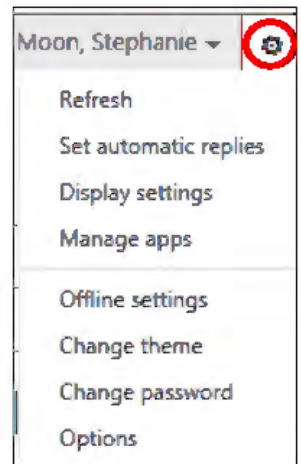 Moon, Stephanie
Refresh
Set automatic replies
Display settings
Manage apps
Offline settings
Change theme
Change password
Options